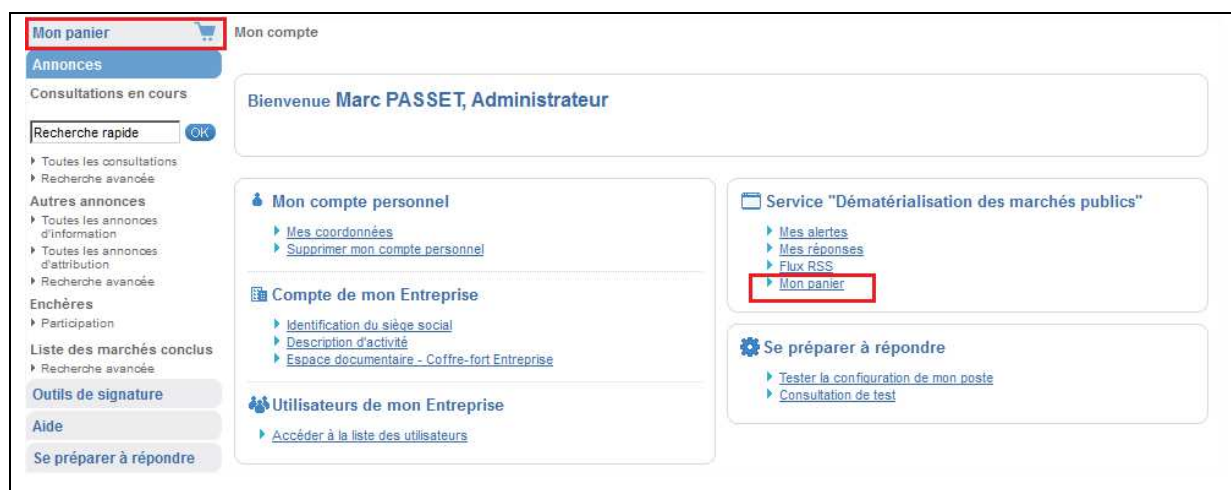 Mon panier
Annonces
Consultations en cours
Recherche rapide OK
Toutes les consultations
Recherche avancée
Autres annonces
Toutes les annonces
d'information
Toutes les annonces
d'attribution
Recherche avancée
Enchères
Participation
Liste des marchés conclus
Recherche avancée
Outils de signature
Aide
Se préparer à répondre
Mon compte
Bienvenue Marc PASSET, Administrateur
Mon compte personnel
Mes coordonnées
Supprimer mon compte personnel
Compte de mon Entreprise
Identification du siège social
Description d'activité
Espace documentaire - Coffre-fort Entreprise
Utilisateurs de mon Entreprise
Accéder à la liste des utilisateurs
Service "Dématérialisation des marchés publics"
Mes alertes
Mes réponses
Flux RSS
Mon panier
Se préparer à répondre
Tester la configuration de mon poste
Consultation de test